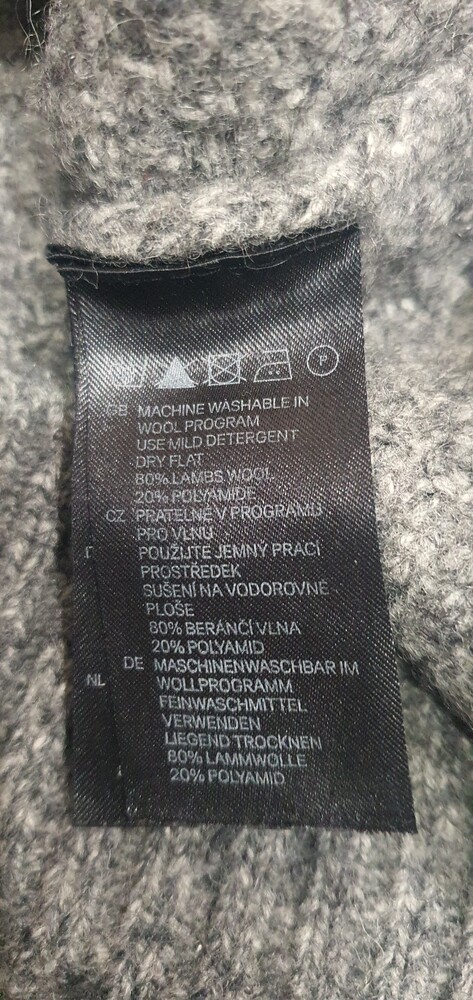 P
GB MACHINE WASHABLE IN
WOOL PROGRAM
USE MILD DETERGENT
DRY FLAT
80% LAMBS WOOL
20% POLYAMIDE
CZ PRATELNÉ V PROGRAMU
PRO VLNU
POUŽIJTE JEMNÝ PRACÍ
PROSTŘEDEK
SUŠENÍ NA VODOROVNÉ
PLOŠE
80% BERÁNČÍ VLNA
20% POLYAMID
DE MASCHINENWASCHBAR IM
NL WOLLPROGRAMM
FEINWASCHMITTEL
VERWENDEN
LIEGEND TROCKNEN
80% LAMMWOLLE
20% POLYAMID